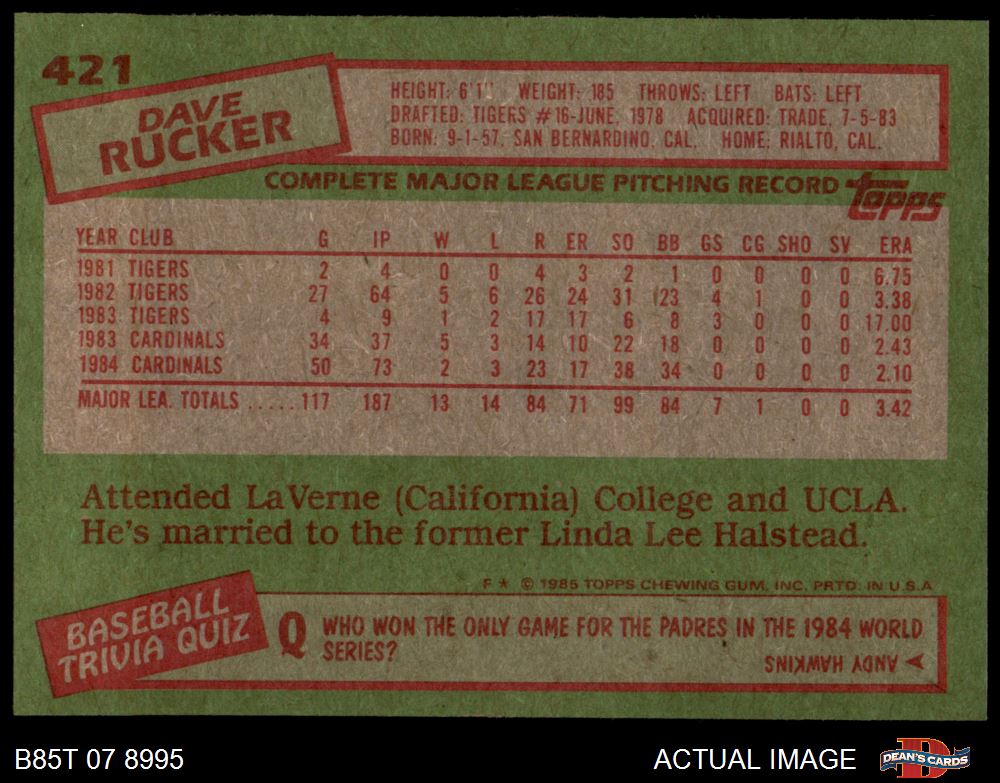 421
DAVE
RUCKER
HEIGHT: 6'1" WEIGHT: 185 THROWS: LEFT BATS: LEFT
DRAFTED: TIGERS #16-JUNE, 1978 ACQUIRED: TRADE, 7-5-83
BORN: 9-1-57, SAN BERNARDINO, CAL. HOME: RIALTO, CAL.
COMPLETE MAJOR LEAGUE PITCHING RECORD topps
YEAR CLUB G IP W L R ER SO BB GS CG SHO SV ERA
1981 TIGERS 2 4 0 0 4 3 2 1 0 0 0 0 6.75
1982 TIGERS 27 64 5 6 26 24 31 23 4 1 0 0 3.38
1983 TIGERS 4 9 1 2 17 17 6 8 3 0 0 0 17.00
1983 CARDINALS 34 37 5 3 14 10 22 18 0 0 0 0 2.43
1984 CARDINALS 50 73 2 3 23 17 38 34 0 0 0 0 2.10
MAJOR LEA. TOTALS ..... 117 187 13 14 84 71 99 84 7 1 0 0 3.42
Attended LaVerne (California) College and UCLA.
He's married to the former Linda Lee Halstead.
F * © 1985 TOPPS CHEWING GUM, INC. PRTD. IN U.S.A.
BASEBALL
TRIVIA QUIZ
Q WHO WON THE ONLY GAME FOR THE PADRES IN THE 1984 WORLD
SERIES?
ANDY HAWKINS
B85T 07 8995
ACTUAL IMAGE
DEAN'S CARDS